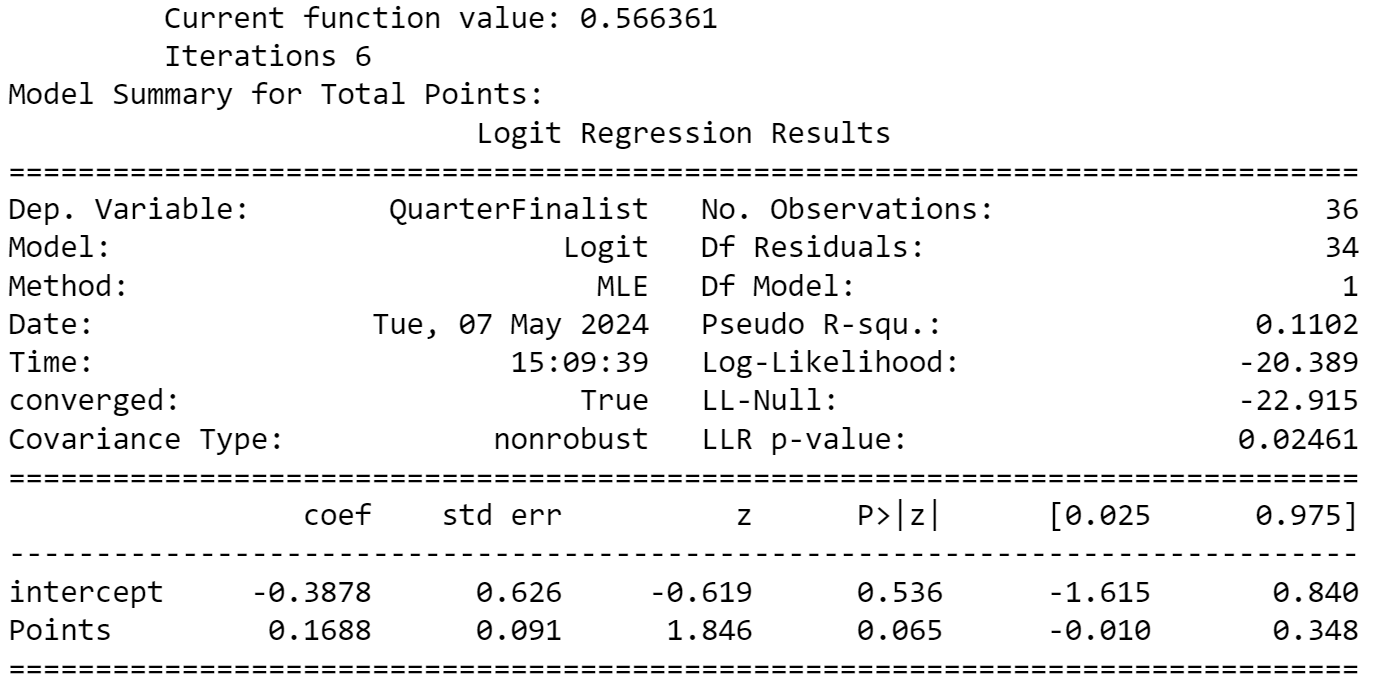 Current function value: 0.566361
Iterations 6
Model Summary for Total Points:
Logit Regression Results
==============================================================================
Dep. Variable: QuarterFinalist No. Observations: 36
Model: Logit Df Residuals: 34
Method: MLE Df Model: 1
Date: Tue, 07 May 2024 Pseudo R-squ.: 0.1102
Time: 15:09:39 Log-Likelihood: -20.389
converged: True LL-Null: -22.915
Covariance Type: nonrobust LLR p-value: 0.02461
==============================================================================
coef std err z P>|z| [0.025 0.975]
------------------------------------------------------------------------------
intercept -0.3878 0.626 -0.619 0.536 -1.615 0.840
Points 0.1688 0.091 1.846 0.065 -0.010 0.348
==============================================================================